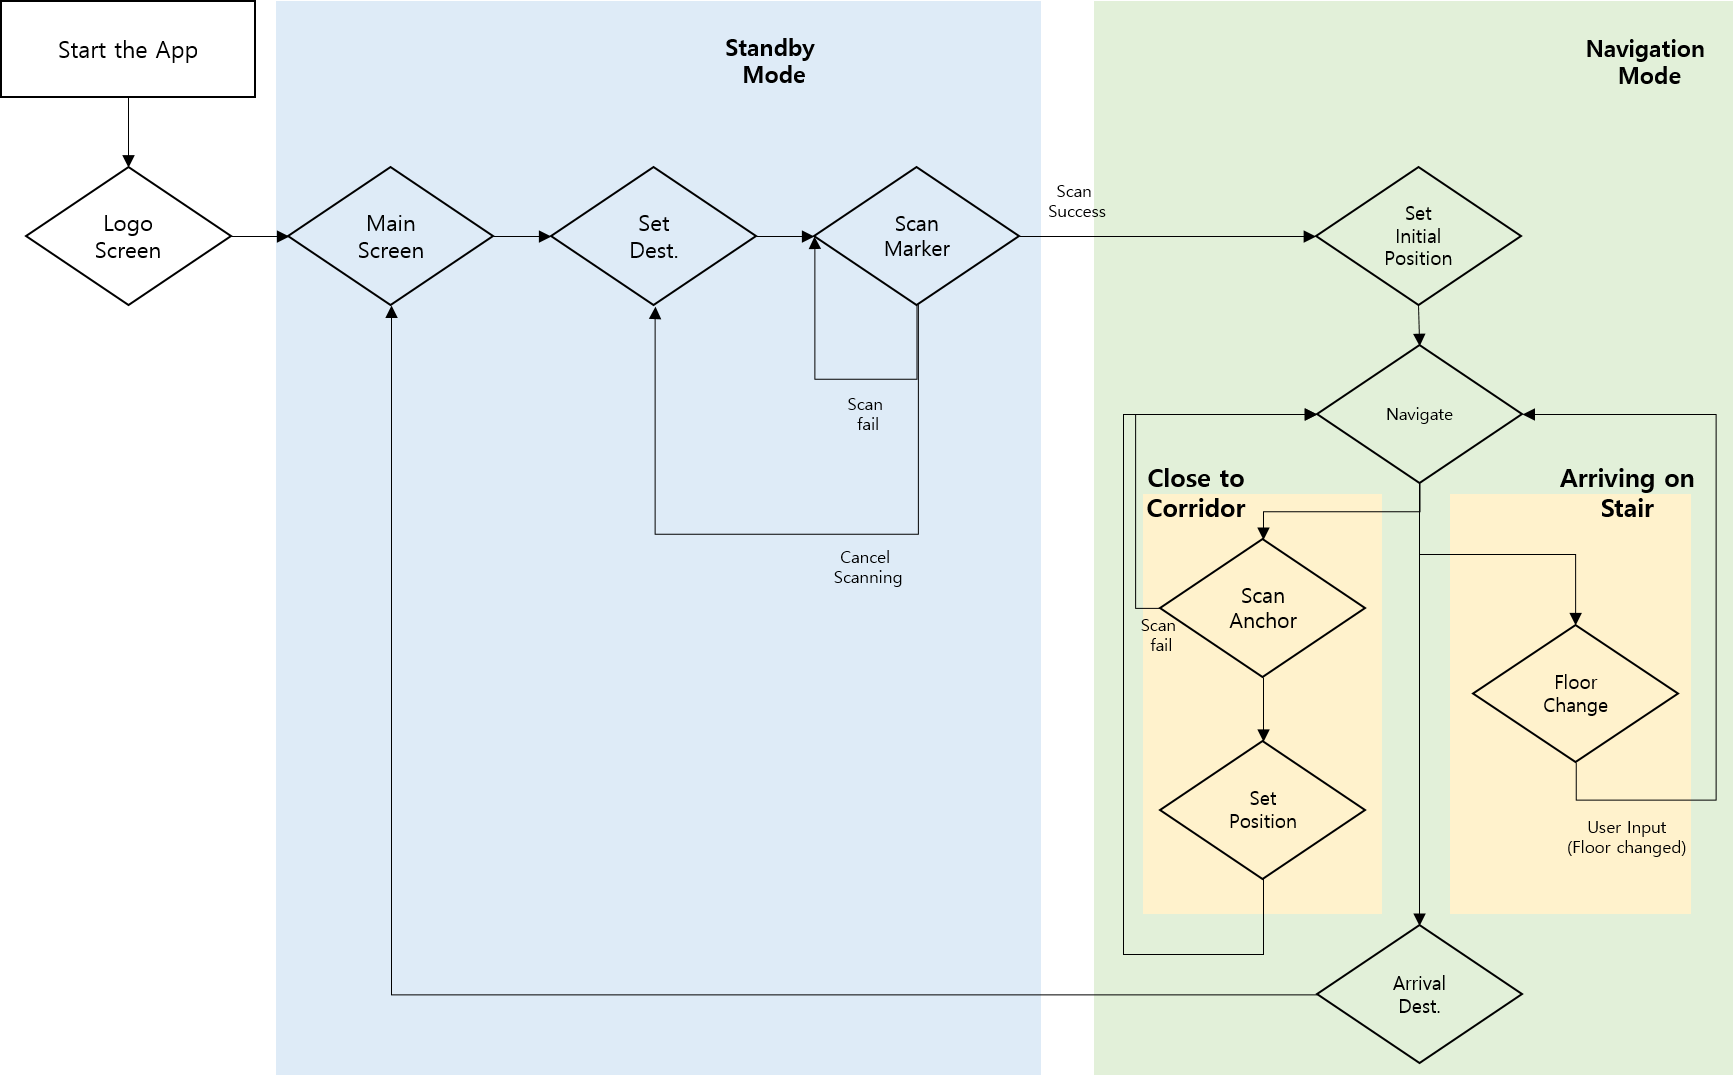 Start the App
Standby
Mode
Navigation
Mode
Logo
Screen
Main
Screen
Set
Dest.
Scan
Marker
Scan
Success
Set
Initial
Position
Scan
fail
Cancel
Scanning
Navigate
Close to
Corridor
Arriving on
Stair
Scan
Anchor
Scan
fail
Floor
Change
Set
Position
User Input
(Floor changed)
Arrival
Dest.